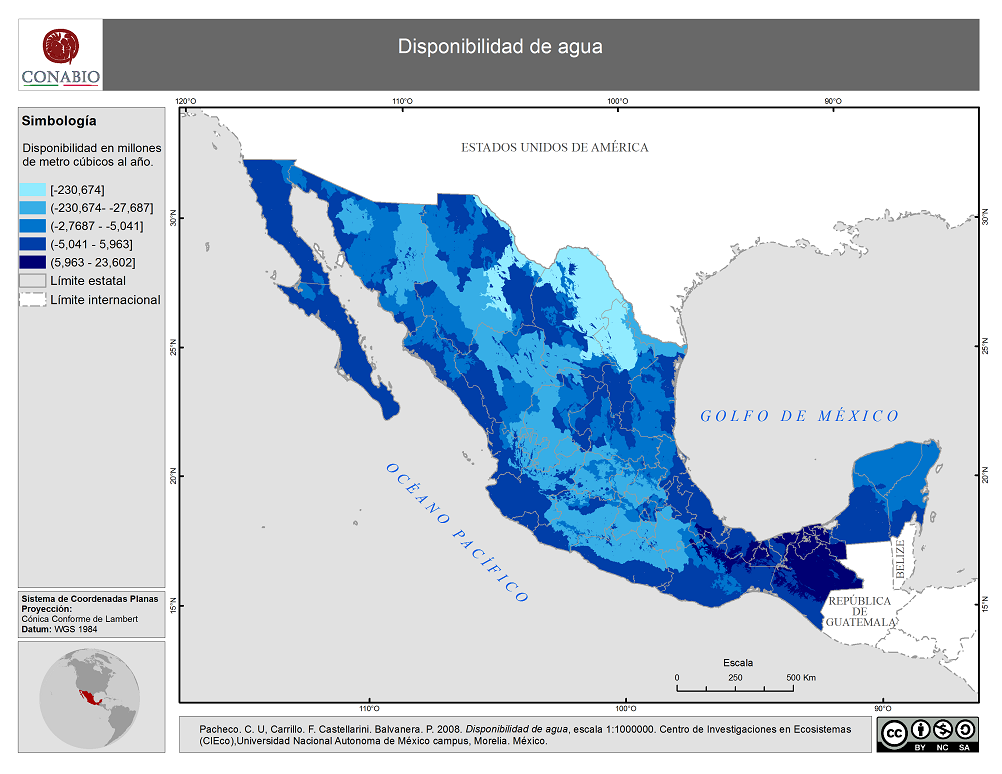 CONABIO
Disponibilidad de agua
Simbología
Disponibilidad en millones
de metro cúbicos al año.
[-230,674]
(-230,674- -27,687]
(-2,7687 - -5,041]
(-5,041 - 5,963]
(5,963 - 23,602]
Límite estatal
Límite internacional
120°O
110°O
100°O
90°O
30°N
25°N
20°N
15°N
30°N
25°N
20°N
15°N
ESTADOS UNIDOS DE AMÉRICA
GOLFO DE MÉXICO
OCÉANO PACÍFICO
BELIZE
REPÚBLICA
DE
GUATEMALA
Escala
0 250 500 Km
110°O
100°O
90°O
Sistema de Coordenadas Planas
Proyección:
Cónica Conforme de Lambert
Datum: WGS 1984
Pacheco. C. U, Carrillo. F. Castellarini. Balvanera. P. 2008. Disponibilidad de agua, escala 1:1000000. Centro de Investigaciones en Ecosistemas
(CIEco),Universidad Nacional Autonoma de México campus, Morelia. México.
cc
BY NC SA